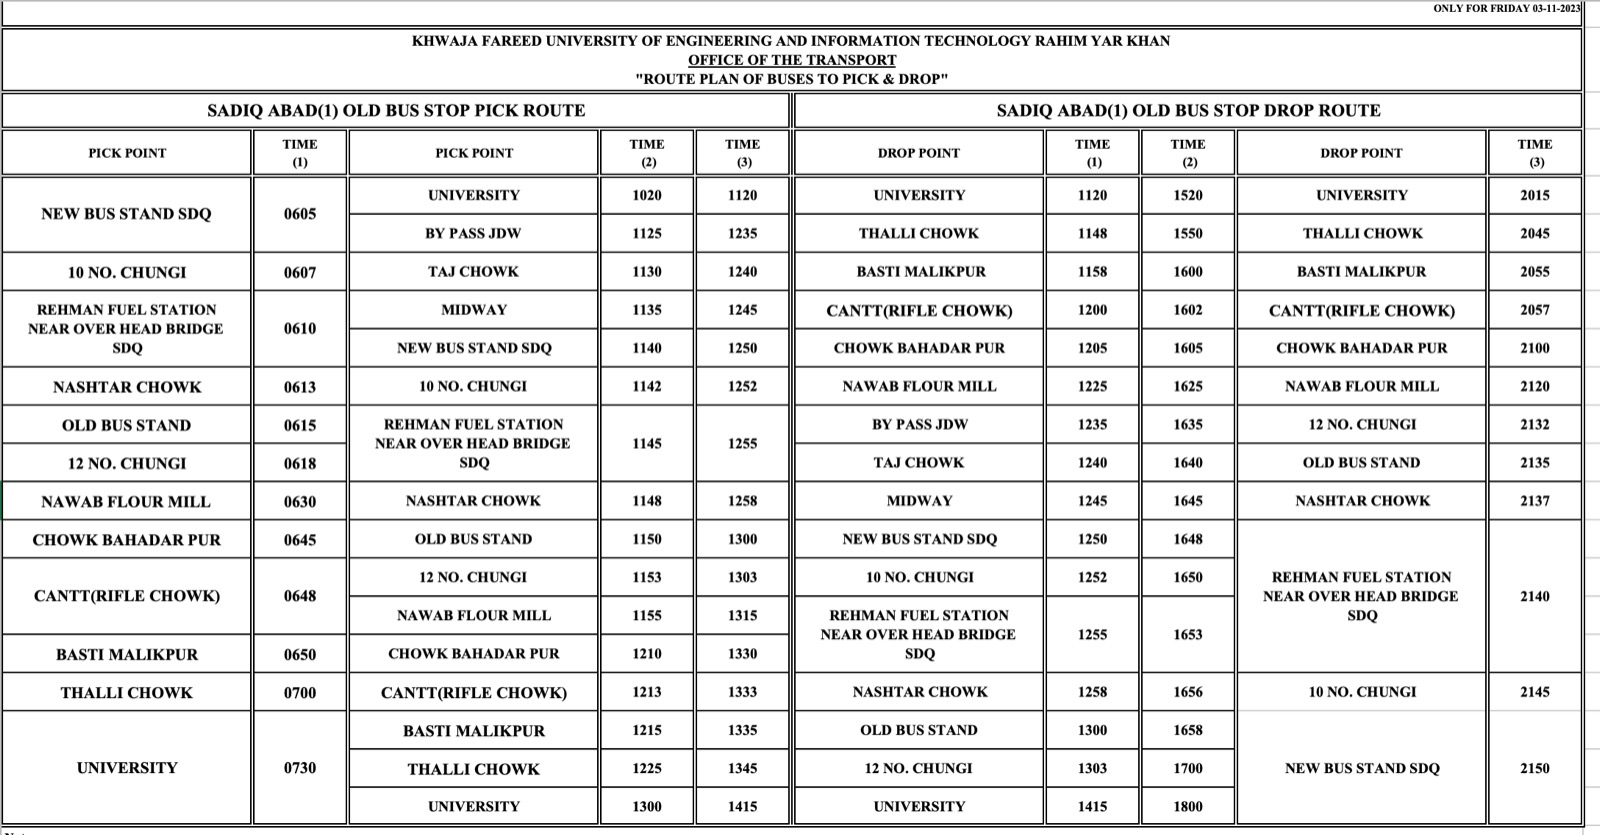 ONLY FOR FRIDAY 03-11-2023
KHWAJA FAREED UNIVERSITY OF ENGINEERING AND INFORMATION TECHNOLOGY RAHIM YAR KHAN
OFFICE OF THE TRANSPORT
"ROUTE PLAN OF BUSES TO PICK & DROP"
SADIQ ABAD(1) OLD BUS STOP PICK ROUTE
PICK POINT TIME (1)
NEW BUS STAND SDQ 0605
10 NO. CHUNGI 0607
REHMAN FUEL STATION
NEAR OVER HEAD BRIDGE
SDQ 0610
NASHTAR CHOWK 0613
OLD BUS STAND 0615
12 NO. CHUNGI 0618
NAWAB FLOUR MILL 0630
CHOWK BAHADAR PUR 0645
CANTT(RIFLE CHOWK) 0648
BASTI MALIKPUR 0650
THALLI CHOWK 0700
UNIVERSITY 0730
PICK POINT TIME (2) TIME (3)
UNIVERSITY 1020 1120
BY PASS JDW 1125 1235
TAJ CHOWK 1130 1240
MIDWAY 1135 1245
NEW BUS STAND SDQ 1140 1250
10 NO. CHUNGI 1142 1252
REHMAN FUEL STATION
NEAR OVER HEAD BRIDGE
SDQ 1145 1255
NASHTAR CHOWK 1148 1258
OLD BUS STAND 1150 1300
12 NO. CHUNGI 1153 1303
NAWAB FLOUR MILL 1155 1315
CHOWK BAHADAR PUR 1210 1330
CANTT(RIFLE CHOWK) 1213 1333
BASTI MALIKPUR 1215 1335
THALLI CHOWK 1225 1345
UNIVERSITY 1300 1415
SADIQ ABAD(1) OLD BUS STOP DROP ROUTE
DROP POINT TIME (1) TIME (2)
UNIVERSITY 1120 1520
THALLI CHOWK 1148 1550
BASTI MALIKPUR 1158 1600
CANTT(RIFLE CHOWK) 1200 1602
CHOWK BAHADAR PUR 1205 1605
NAWAB FLOUR MILL 1225 1625
BY PASS JDW 1235 1635
TAJ CHOWK 1240 1640
MIDWAY 1245 1645
NEW BUS STAND SDQ 1250 1648
10 NO. CHUNGI 1252 1650
REHMAN FUEL STATION
NEAR OVER HEAD BRIDGE
SDQ 1255 1653
NASHTAR CHOWK 1258 1656
OLD BUS STAND 1300 1658
12 NO. CHUNGI 1303 1700
UNIVERSITY 1415 1800
DROP POINT TIME (3)
UNIVERSITY 2015
THALLI CHOWK 2045
BASTI MALIKPUR 2055
CANTT(RIFLE CHOWK) 2057
CHOWK BAHADAR PUR 2100
NAWAB FLOUR MILL 2120
12 NO. CHUNGI 2132
OLD BUS STAND 2135
NASHTAR CHOWK 2137
REHMAN FUEL STATION
NEAR OVER HEAD BRIDGE
SDQ 2140
10 NO. CHUNGI 2145
NEW BUS STAND SDQ 2150